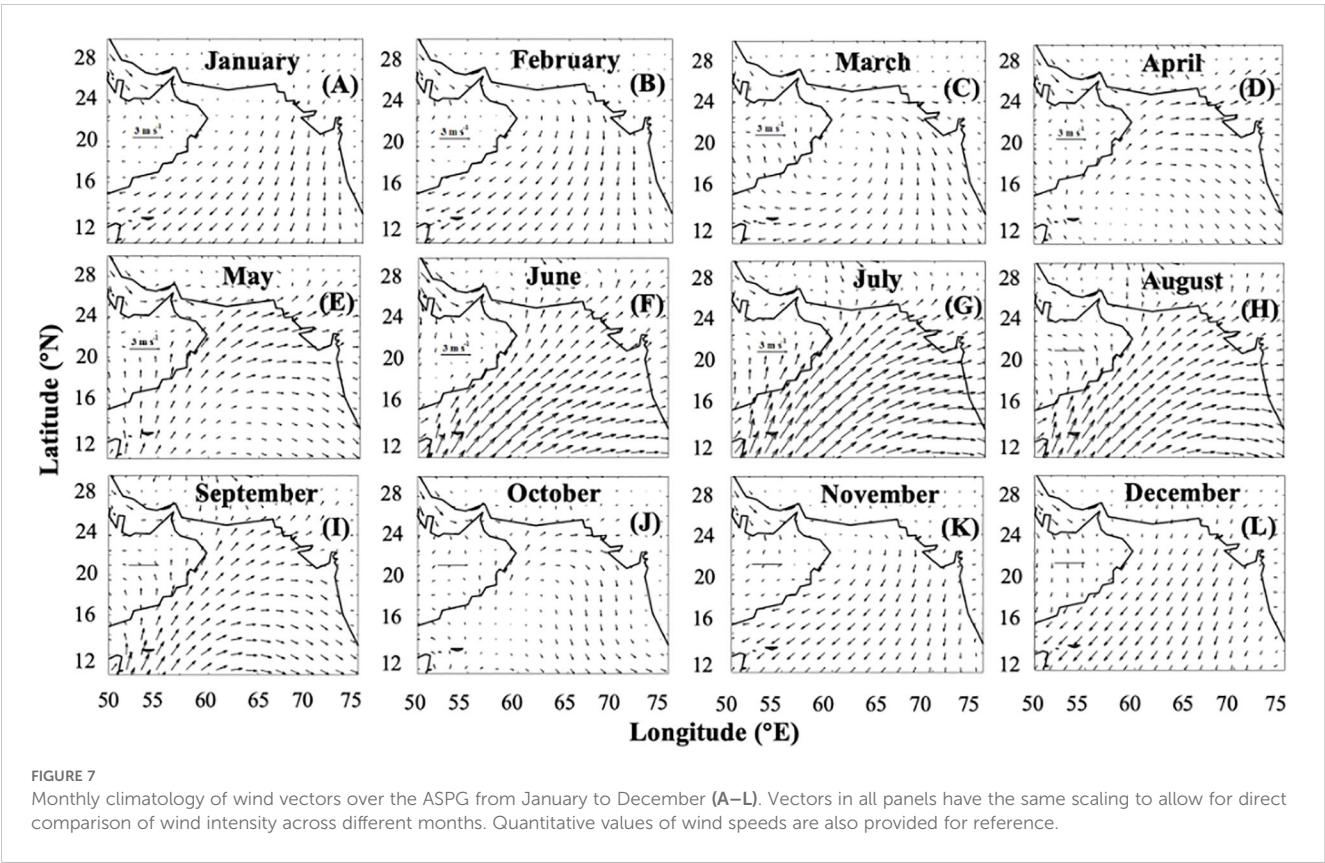 January
(A)
February
(B)
March
(C)
April
(D)
28
24
20
16
12
3 m s⁻¹
28
24
20
16
12
3 m s⁻¹
28
24
20
16
12
3 m s⁻¹
28
24
20
16
12
3 m s⁻¹
May
(E)
June
(F)
July
(G)
August
(H)
28
24
20
16
12
3 m s⁻¹
28
24
20
16
12
3 m s⁻¹
28
24
20
16
12
3 m s⁻¹
28
24
20
16
12
September
(I)
October
(J)
November
(K)
December
(L)
28
24
20
16
12
28
24
20
16
12
28
24
20
16
12
28
24
20
16
12
Latitude (°N)
50 55 60 65 70 75
50 55 60 65 70 75
50 55 60 65 70 75
50 55 60 65 70 75
Longitude (°E)
FIGURE 7
Monthly climatology of wind vectors over the ASPG from January to December (A–L). Vectors in all panels have the same scaling to allow for direct
comparison of wind intensity across different months. Quantitative values of wind speeds are also provided for reference.